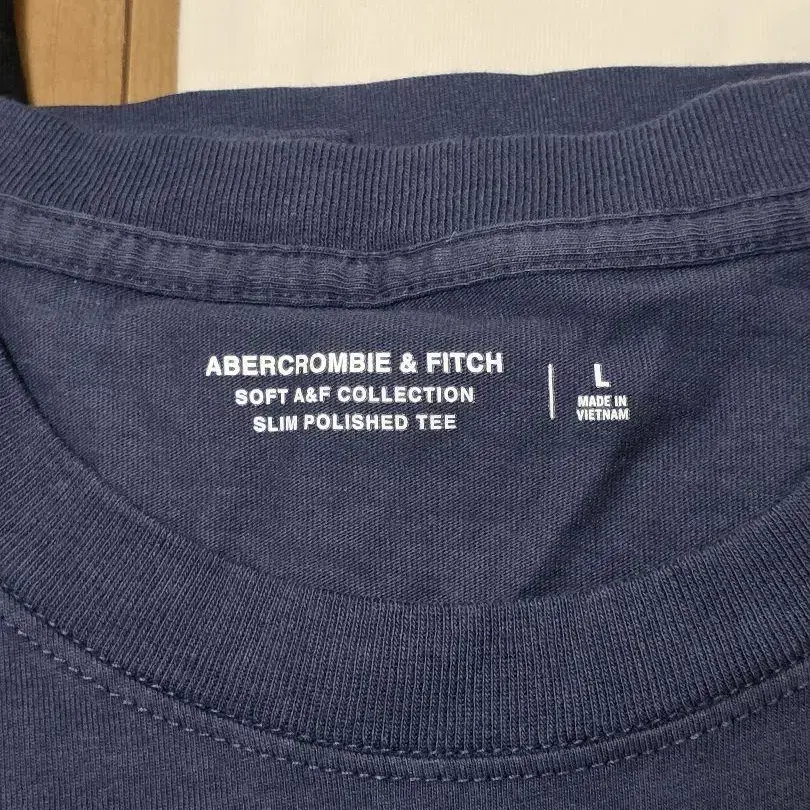 ABERCROMBIE & FITCH
SOFT A&F COLLECTION
SLIM POLISHED TEE
L
MADE IN
VIETNAM